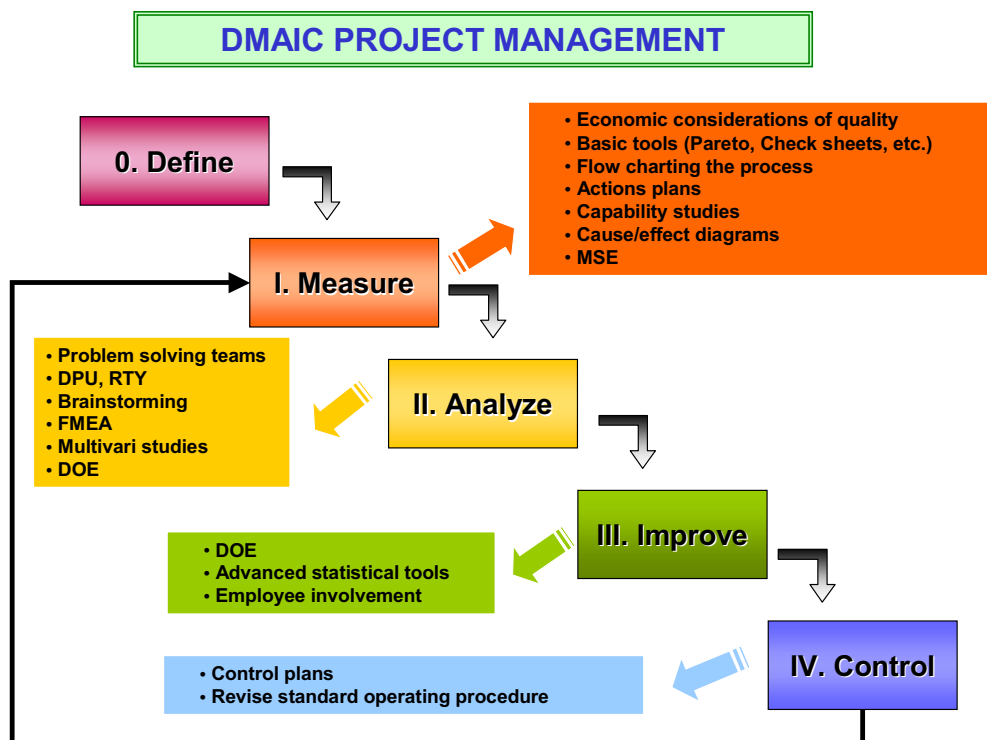 DMAIC PROJECT MANAGEMENT
0. Define
• Economic considerations of quality
• Basic tools (Pareto, Check sheets, etc.)
• Flow charting the process
• Actions plans
• Capability studies
• Cause/effect diagrams
• MSE
I. Measure
• Problem solving teams
• DPU, RTY
• Brainstorming
• FMEA
• Multivari studies
• DOE
II. Analyze
III. Improve
• DOE
• Advanced statistical tools
• Employee involvement
IV. Control
• Control plans
• Revise standard operating procedure